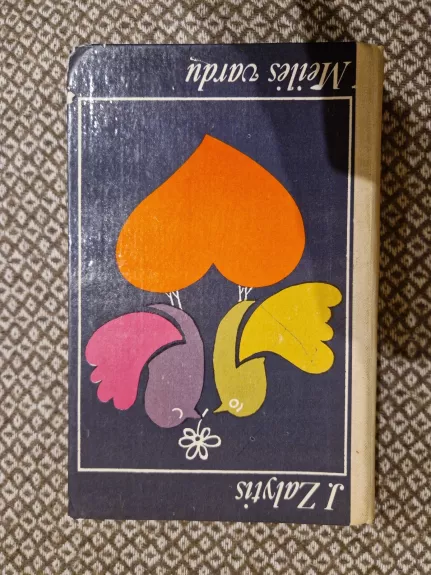 J. Zalytis
Meilės vardu